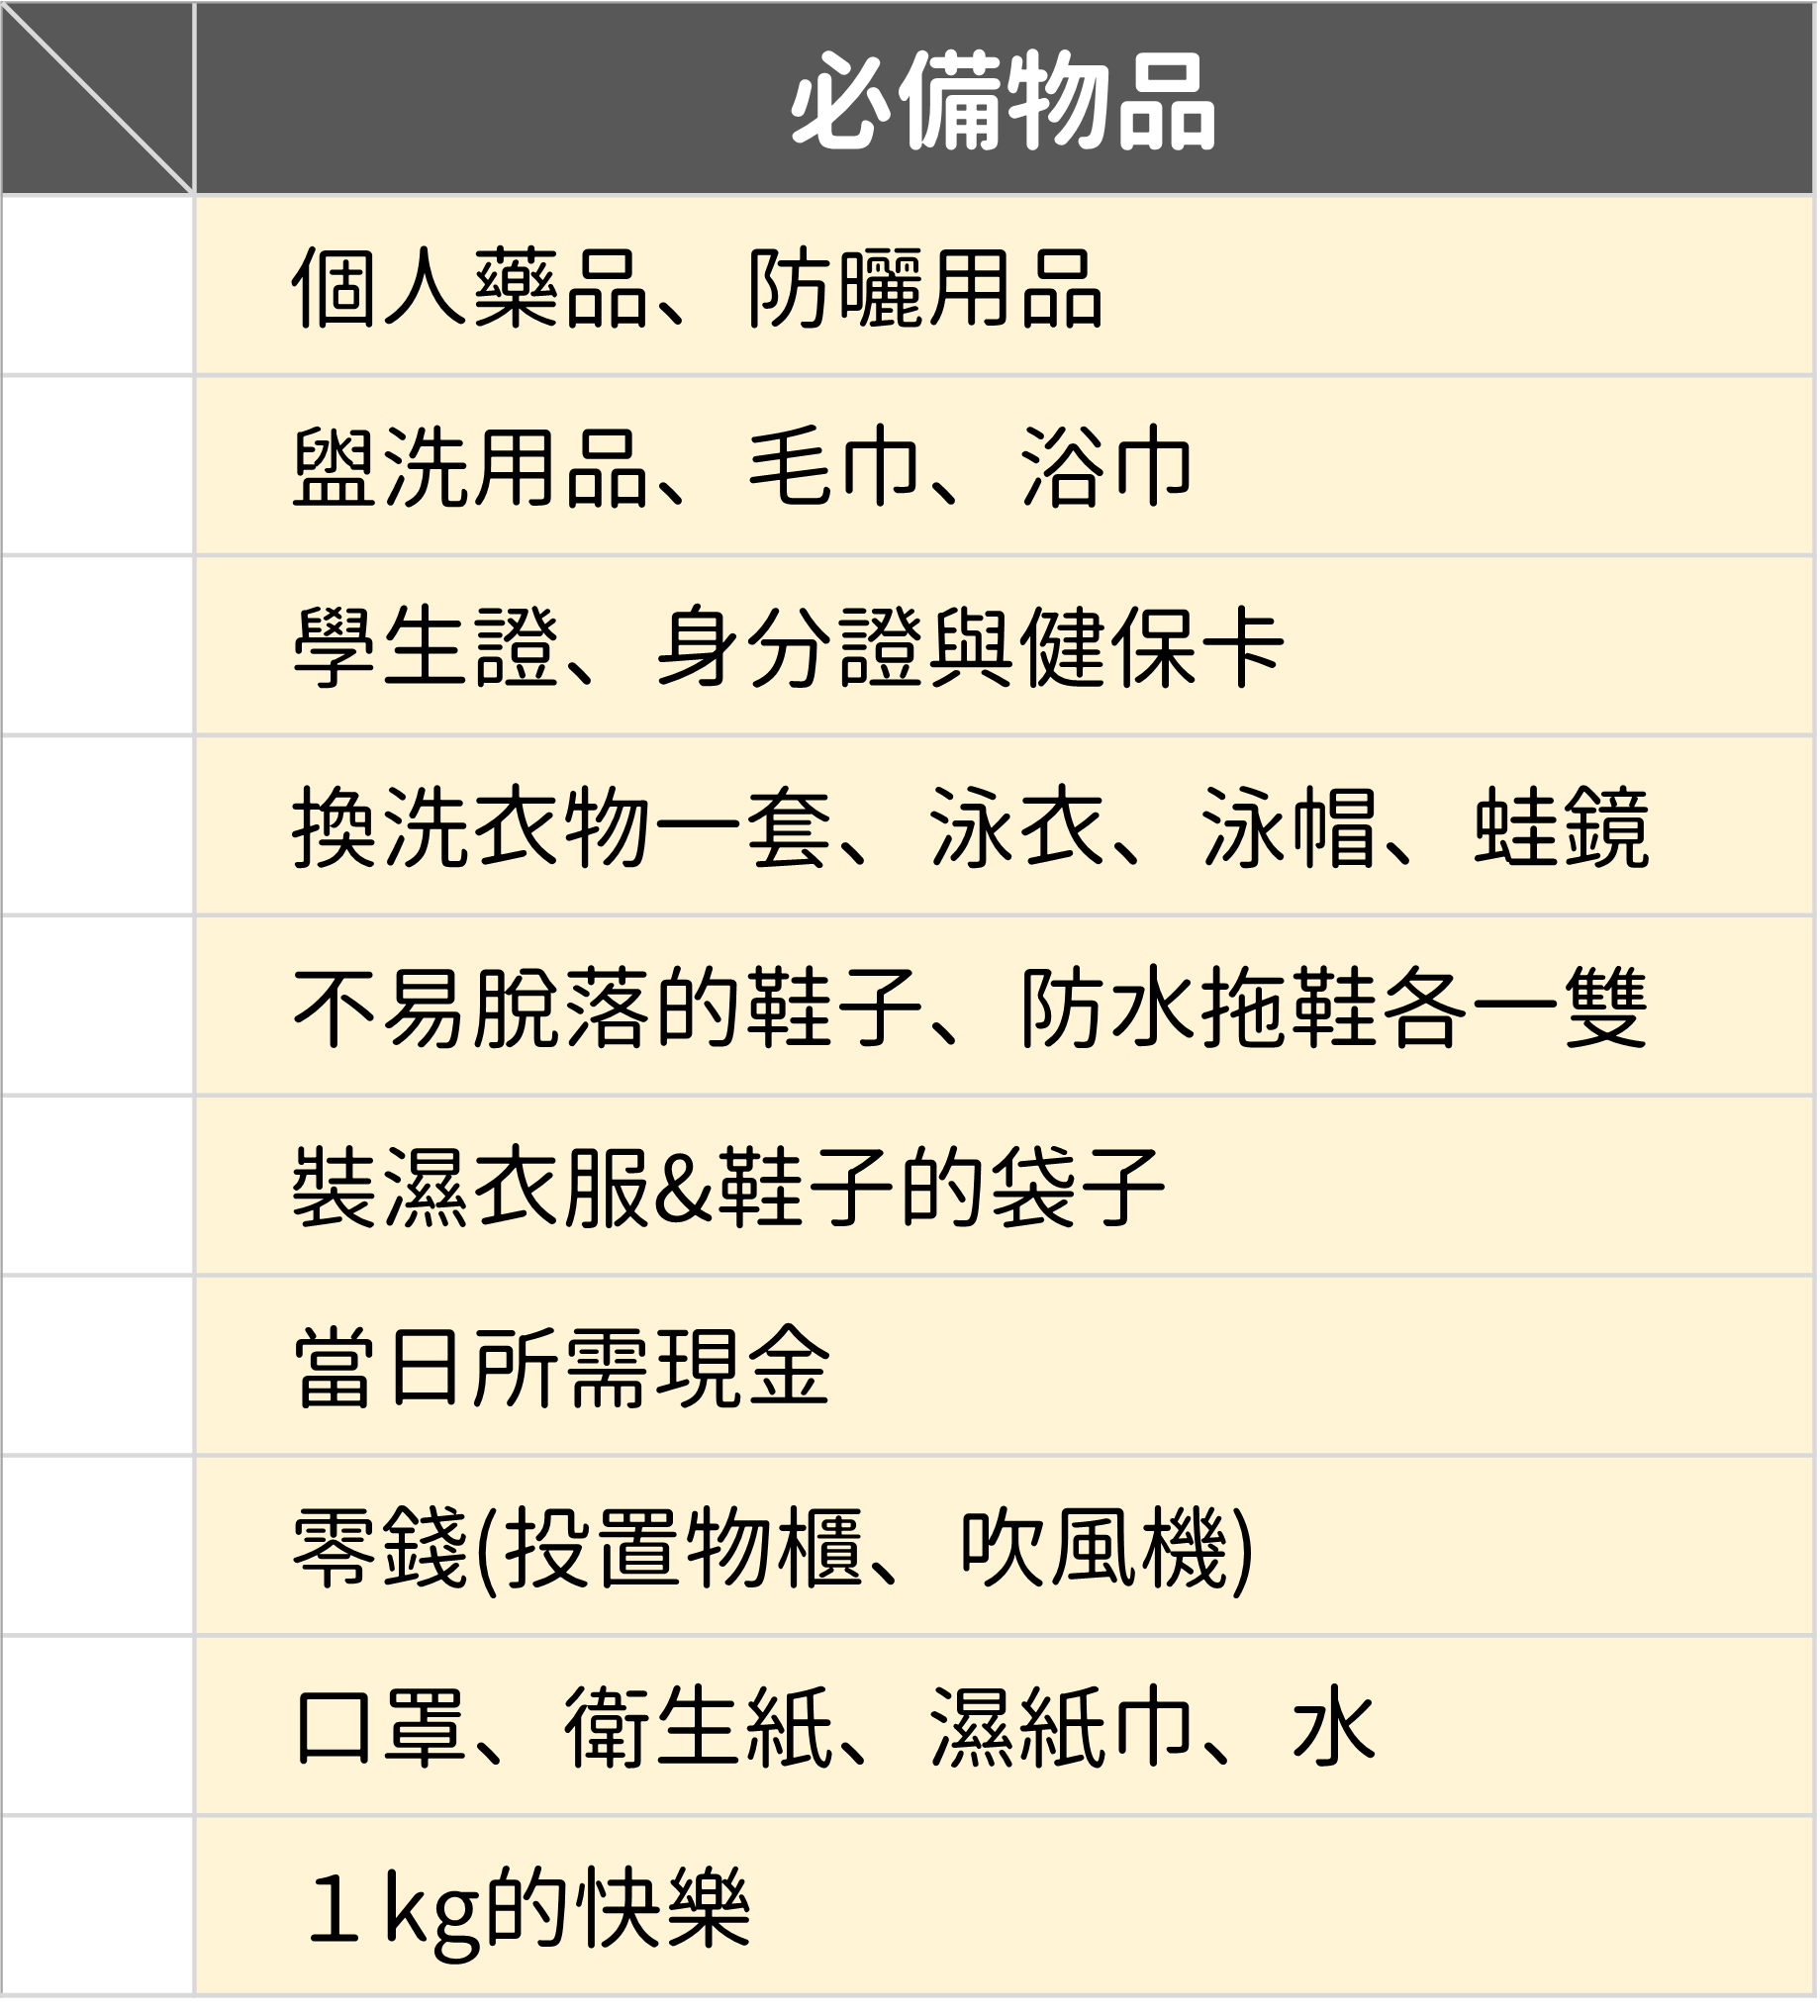 必備物品
個人藥品、防曬用品
盥洗用品、毛巾、浴巾
學生證、身分證與健保卡
換洗衣物一套、泳衣、泳帽、蛙鏡
不易脫落的鞋子、防水拖鞋各一雙
裝濕衣服&鞋子的袋子
當日所需現金
零錢(投置物櫃、吹風機)
口罩、衛生紙、濕紙巾、水
1 kg的快樂